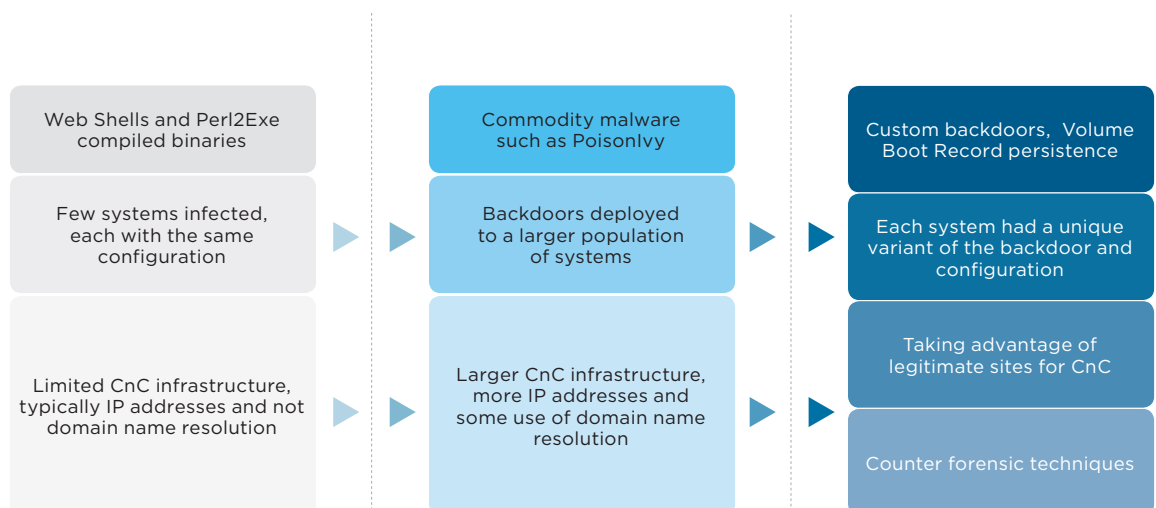 Web Shells and Perl2Exe
compiled binaries
Few systems infected,
each with the same
configuration
Limited CnC infrastructure,
typically IP addresses and not
domain name resolution
Commodity malware
such as PoisonIvy
Backdoors deployed
to a larger population
of systems
Larger CnC infrastructure,
more IP addresses and
some use of domain name
resolution
Custom backdoors, Volume
Boot Record persistence
Each system had a unique
variant of the backdoor and
configuration
Taking advantage of
legitimate sites for CnC
Counter forensic techniques